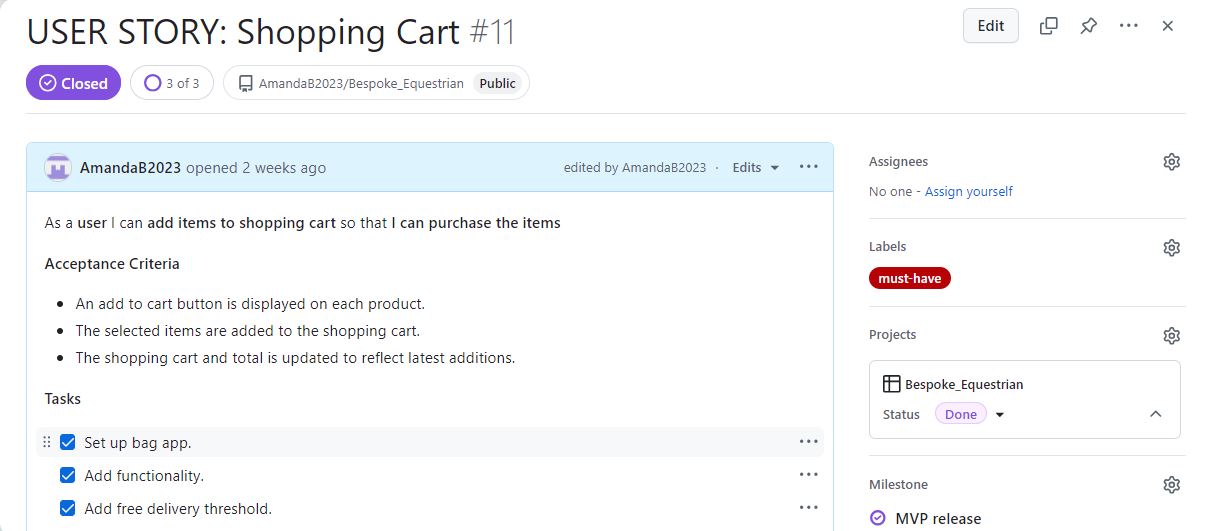 USER STORY: Shopping Cart #11
Edit
Closed
3 of 3
AmandaB2023/Bespoke_Equestrian Public
AmandaB2023 opened 2 weeks ago
edited by AmandaB2023 · Edits
As a user I can add items to shopping cart so that I can purchase the items
Acceptance Criteria
• An add to cart button is displayed on each product.
• The selected items are added to the shopping cart.
• The shopping cart and total is updated to reflect latest additions.
Tasks
Set up bag app.
Add functionality.
Add free delivery threshold.
Assignees
No one - Assign yourself
Labels
must-have
Projects
Bespoke_Equestrian
Status Done
Milestone
MVP release